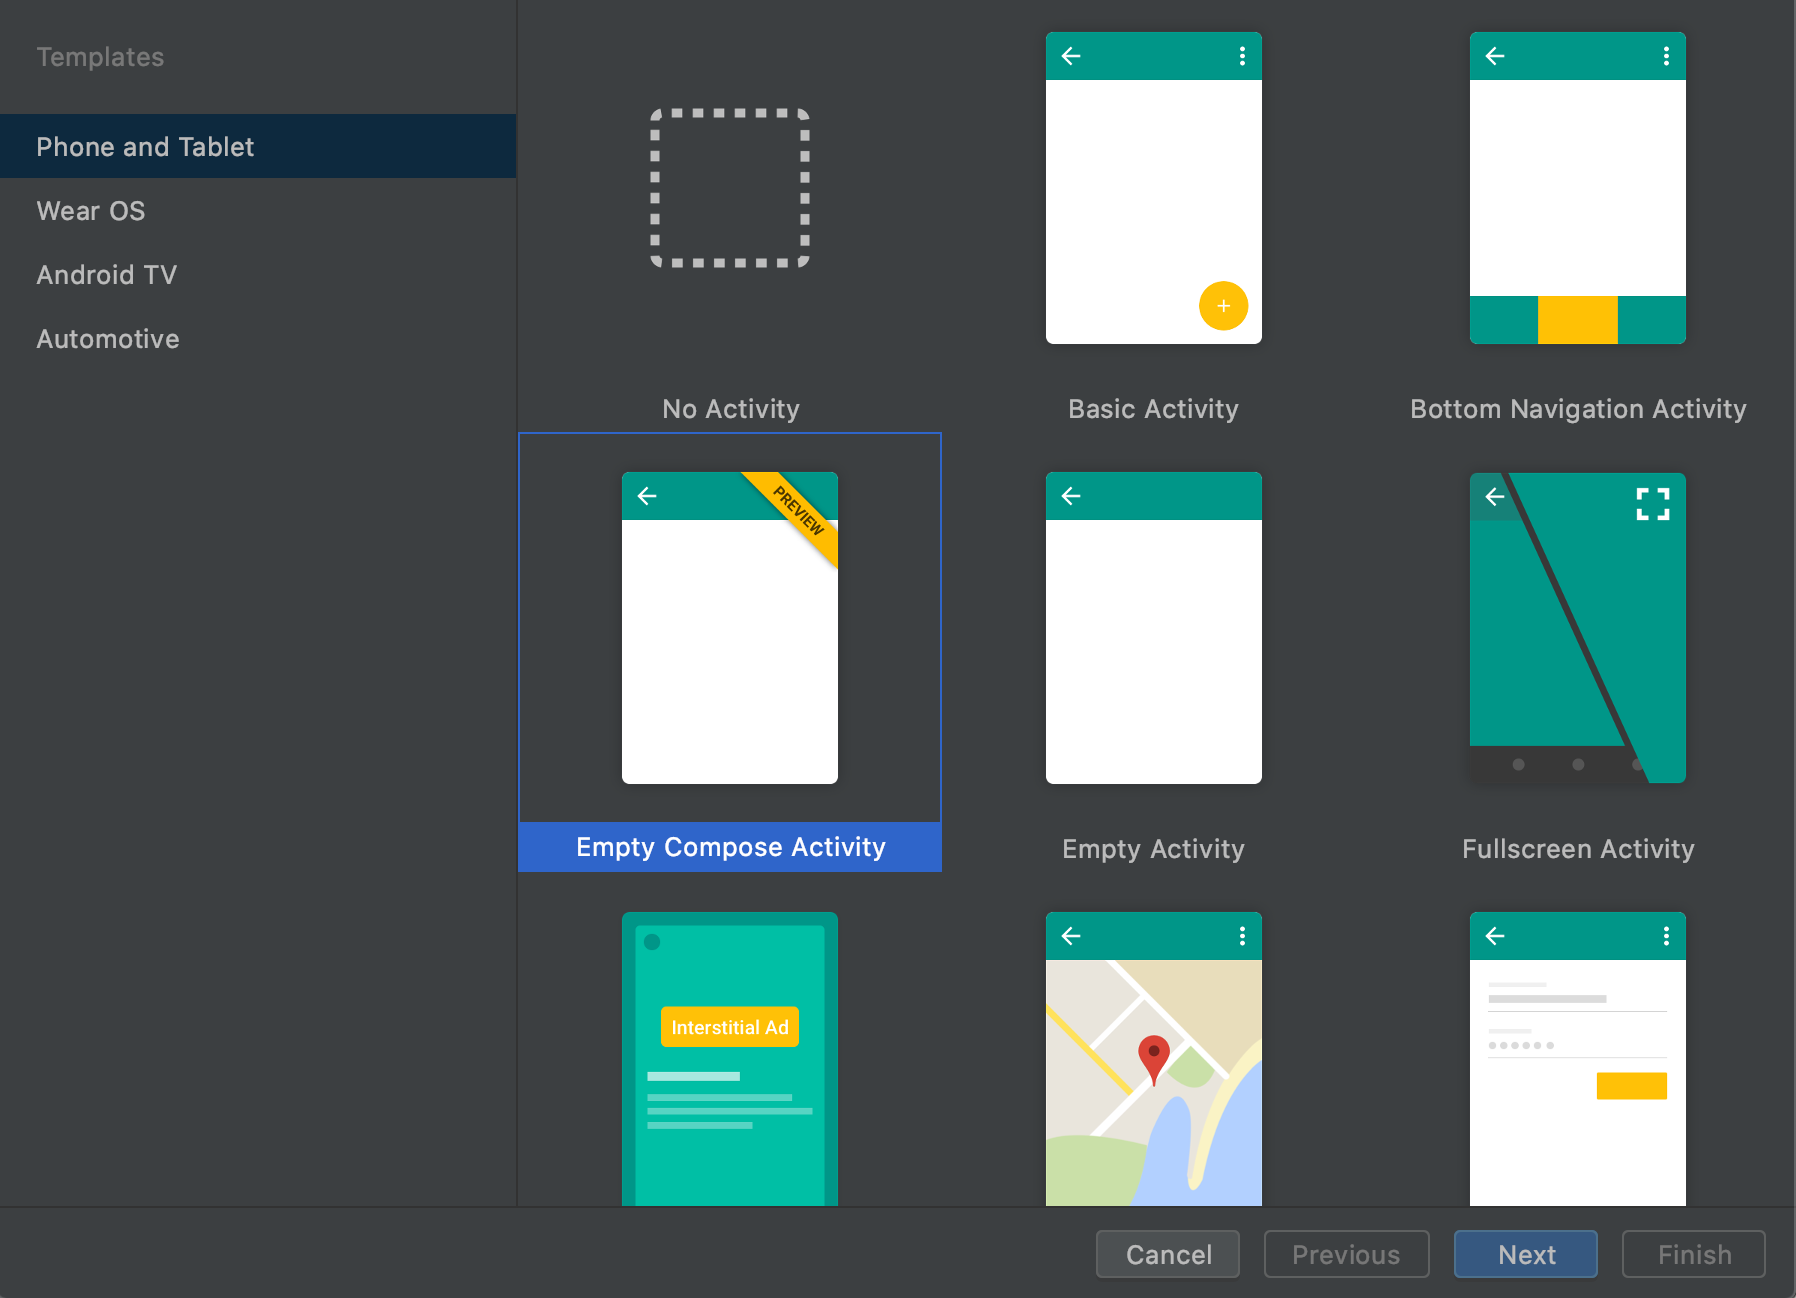 Templates
Phone and Tablet
Wear OS
Android TV
Automotive
No Activity
Basic Activity
Bottom Navigation Activity
PREVIEW
Empty Compose Activity
Empty Activity
Fullscreen Activity
Interstitial Ad
Cancel
Previous
Next
Finish